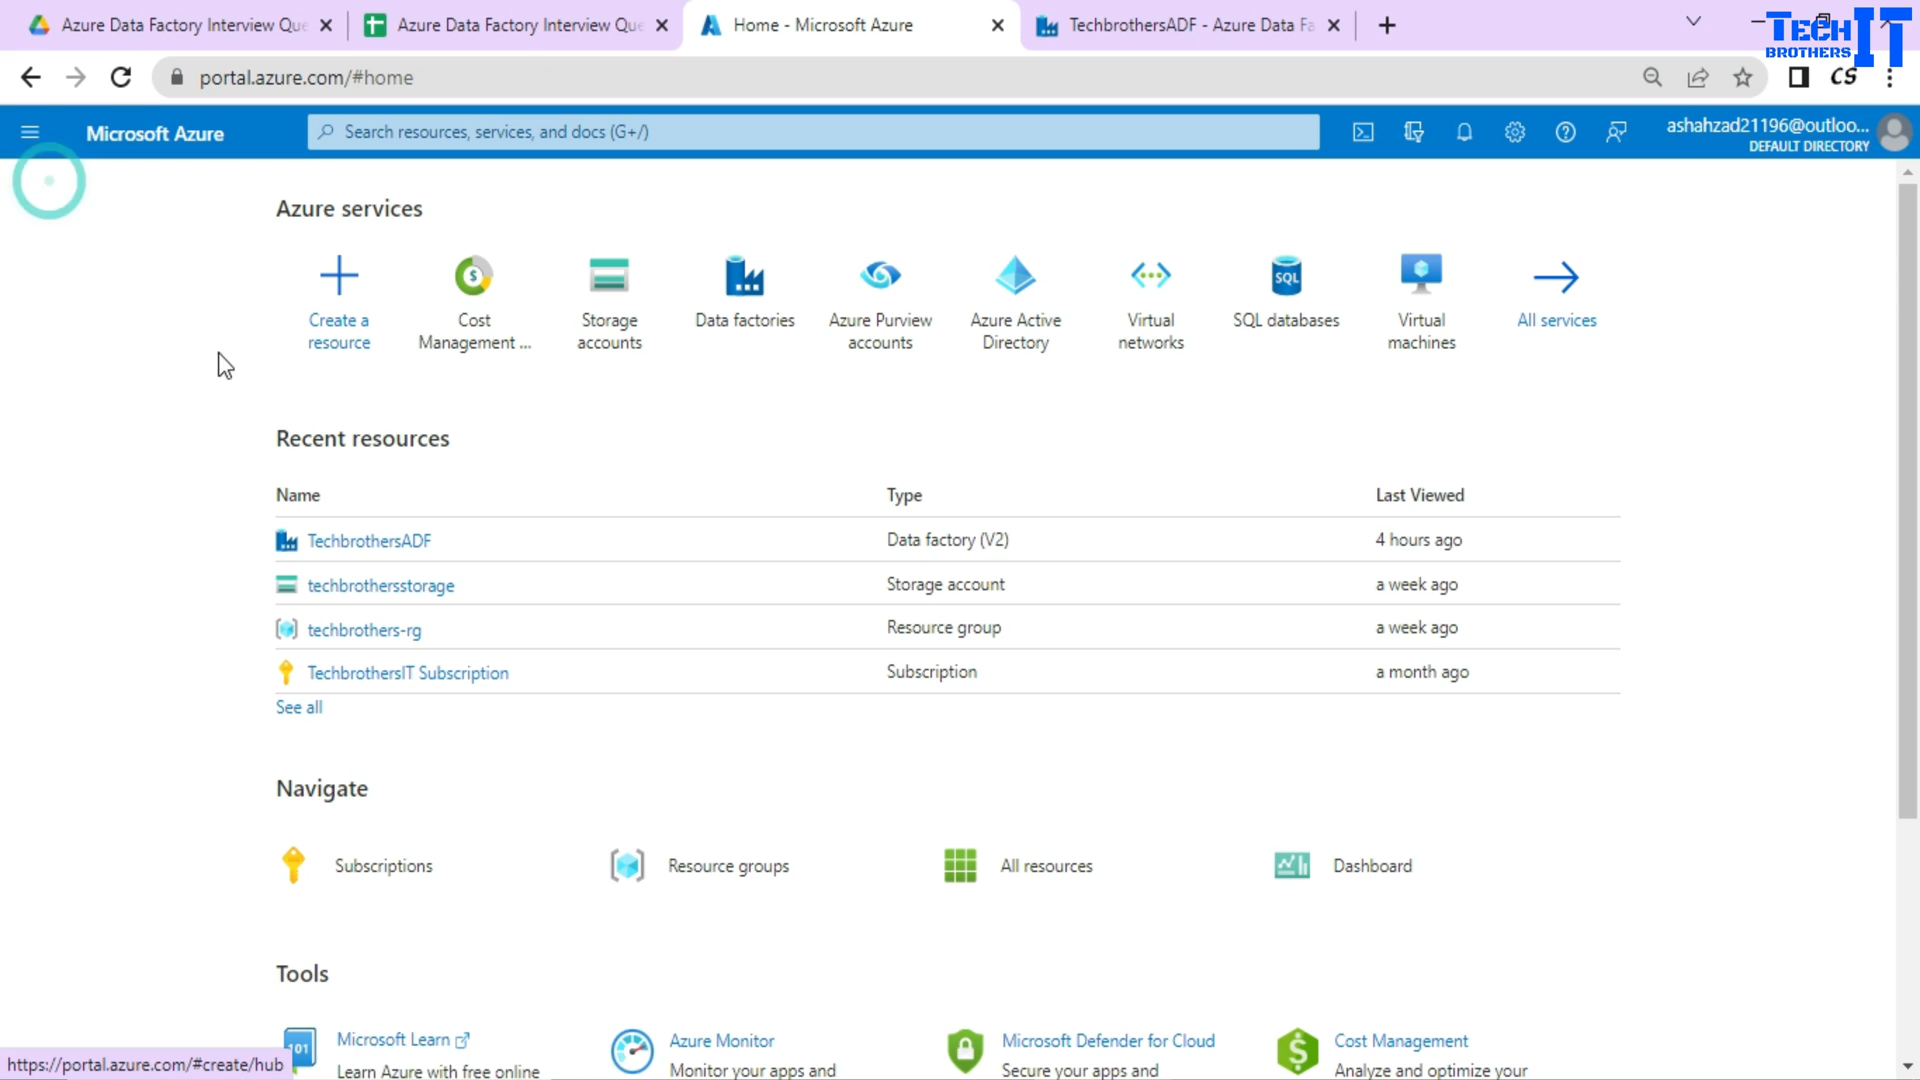 Azure Data Factory Interview Que
Azure Data Factory Interview Que
Home - Microsoft Azure
TechbrothersADF - Azure Data Fa
TECH IT
BROTHERS
portal.azure.com/#home
CS
Microsoft Azure
Search resources, services, and docs (G+/)
ashahzad21196@outloo...
DEFAULT DIRECTORY
Azure services
Create a
resource
Cost
Management ...
Storage
accounts
Data factories
Azure Purview
accounts
Azure Active
Directory
Virtual
networks
SQL
SQL databases
Virtual
machines
All services
Recent resources
Name Type Last Viewed
TechbrothersADF Data factory (V2) 4 hours ago
techbrothersstorage Storage account a week ago
techbrothers-rg Resource group a week ago
TechbrothersIT Subscription Subscription a month ago
See all
Navigate
Subscriptions Resource groups All resources Dashboard
Tools
101
Microsoft Learn
Learn Azure with free online
Azure Monitor
Monitor your apps and
Microsoft Defender for Cloud
Secure your apps and
Cost Management
Analyze and optimize your
https://portal.azure.com/#create/hub